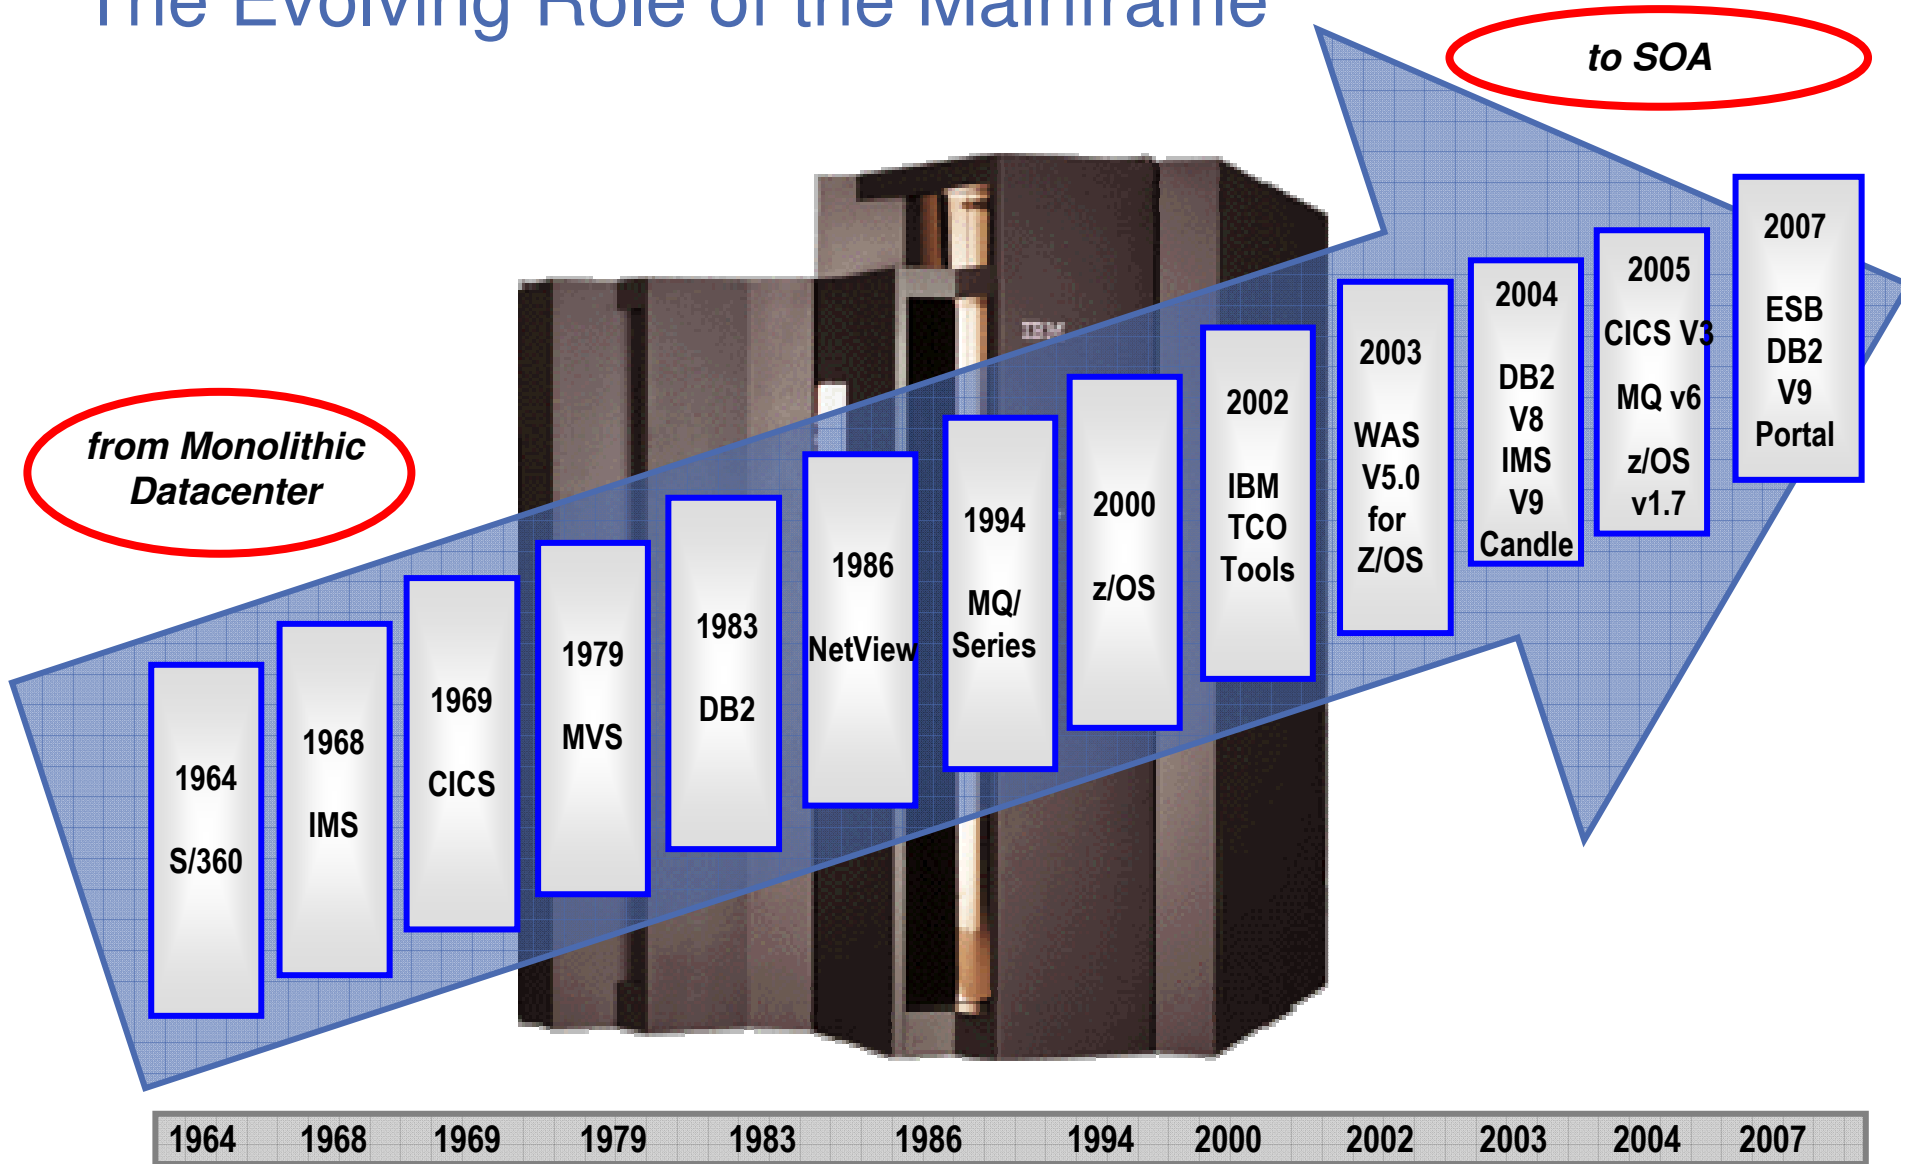 The Evolving Role of the Mainframe
to SOA
from Monolithic
Datacenter
1964
S/360
1968
IMS
1969
CICS
1979
MVS
1983
DB2
1986
NetView
1994
MQ/
Series
2000
z/OS
2002
IBM
TCO
Tools
2003
WAS
V5.0
for
Z/OS
2004
DB2
V8
IMS
V9
Candle
2005
CICS V3
MQ v6
z/OS
v1.7
2007
ESB
DB2
V9
Portal
IBM
1964 1968 1969 1979 1983 1986 1994 2000 2002 2003 2004 2007